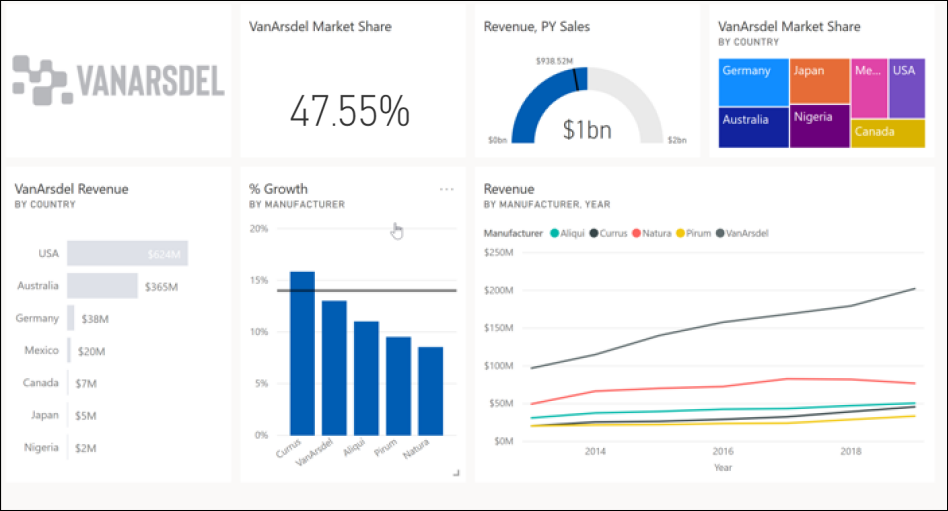 VANARSDEL
VanArsdel Market Share
47.55%
Revenue, PY Sales
$938.52M
$1bn
$0bn
$2bn
VanArsdel Market Share
BY COUNTRY
Germany
Japan
Me...
USA
Australia
Nigeria
Canada
VanArsdel Revenue
BY COUNTRY
USA $624M
Australia $365M
Germany $38M
Mexico $20M
Canada $7M
Japan $5M
Nigeria $2M
% Growth
...
BY MANUFACTURER
20%
15%
10%
5%
0%
Currus
VanArsdel
Aliqui
Pirum
Natura
Revenue
BY MANUFACTURER, YEAR
Manufacturer Aliqui Currus Natura Pirum VanArsdel
$250M
$200M
$150M
$100M
$50M
$0M
2014 2016 2018
Year